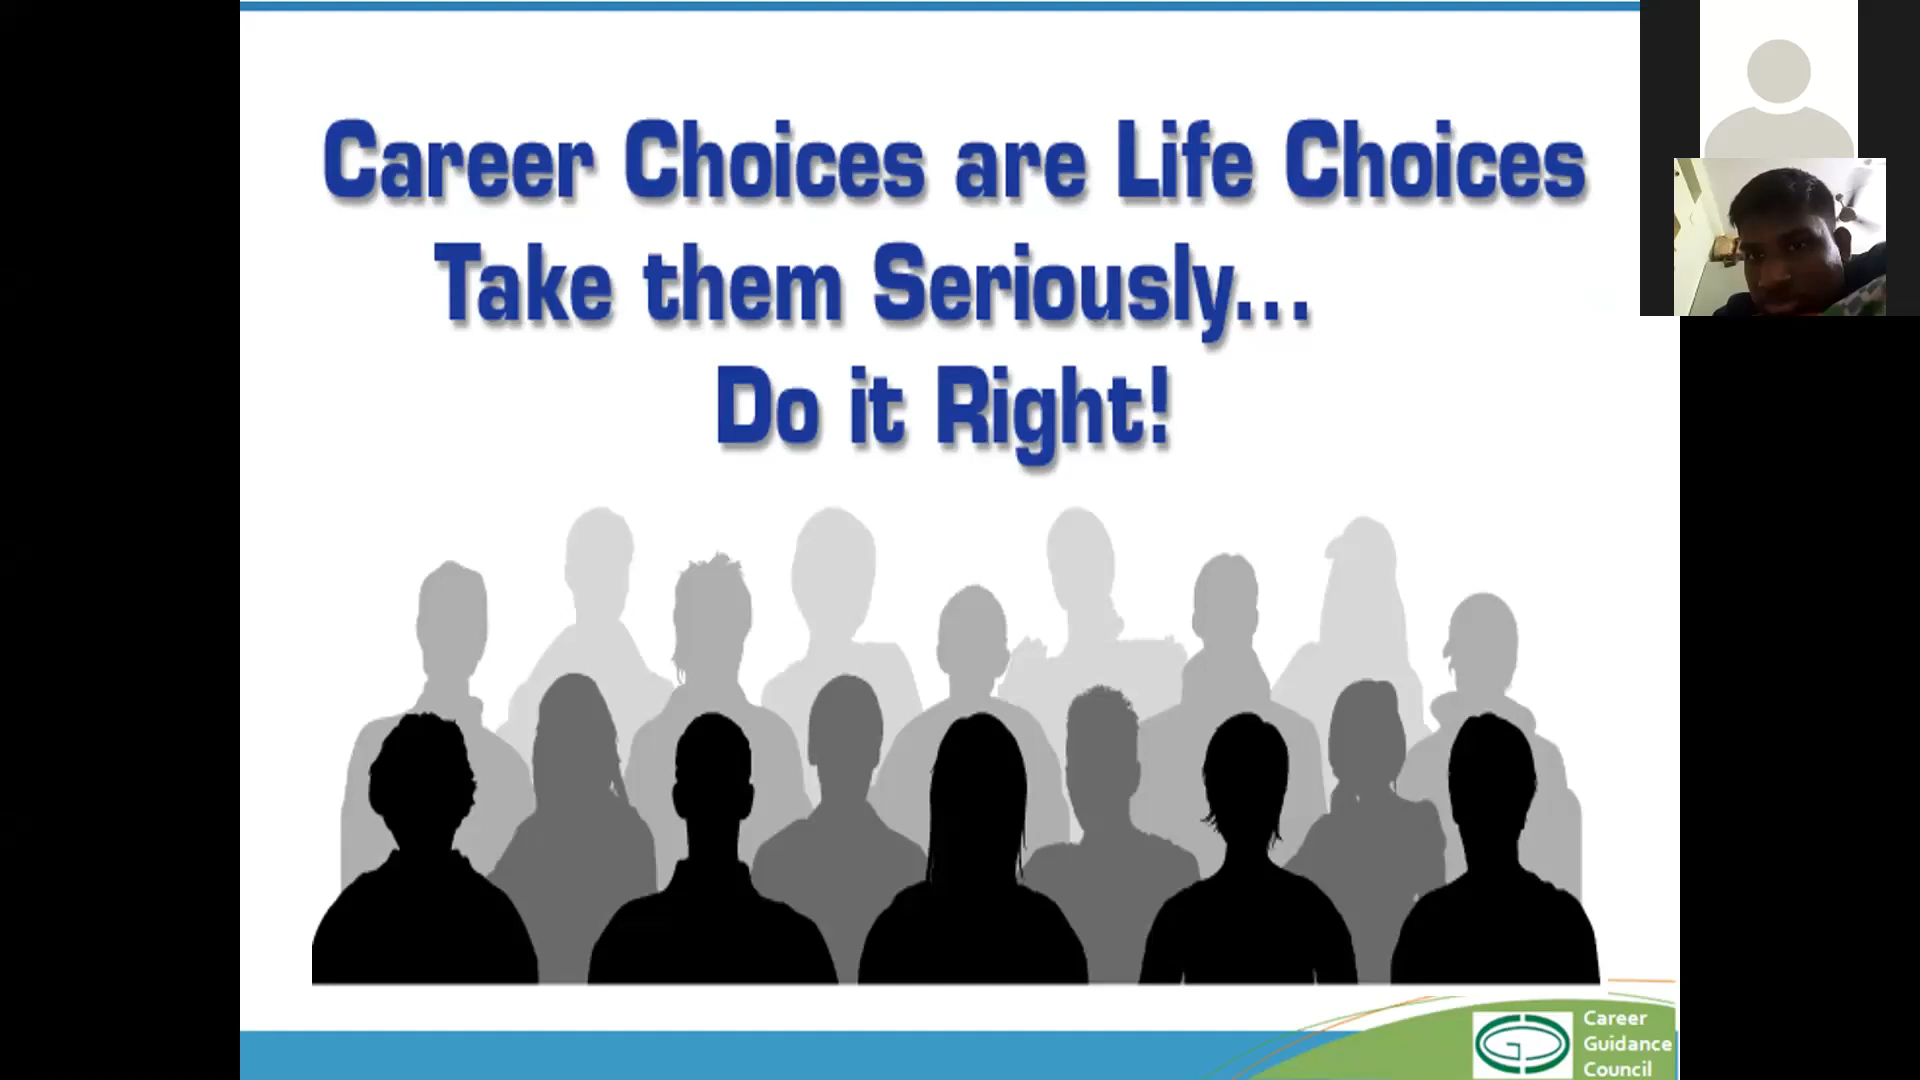 Career Choices are Life Choices
Take them Seriously...
Do it Right!
Career
Guidance
Council